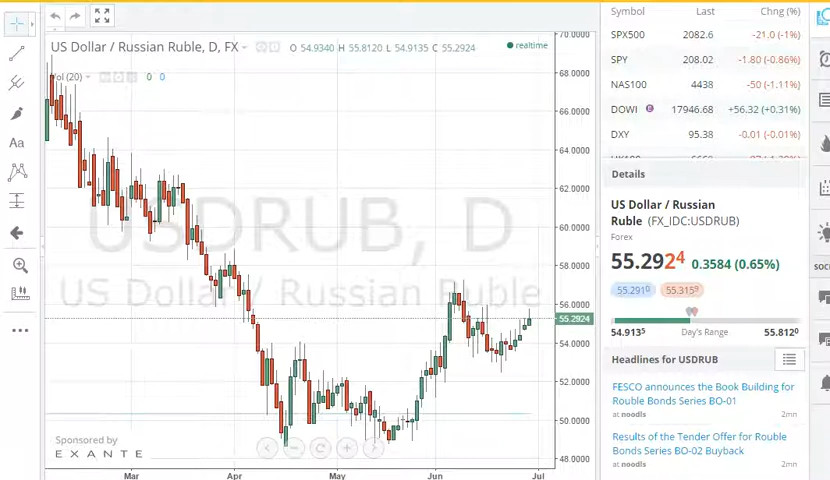 US Dollar / Russian Ruble, D, FX
O 54.9340 H 55.8120 L 54.9135 C 55.2924
realtime
Vol (20)
0 0
USDRUB, D
US Dollar / Russian Ruble
70.0000
68.0000
66.0000
64.0000
62.0000
60.0000
58.0000
56.0000
55.2924
54.0000
52.0000
50.0000
48.0000
Sponsored by
EXANTE
Mar Apr May Jun Jul
Aa
Symbol Last Chng (%)
SPX500 2082.6 -21.0 (-1%)
SPY 208.02 -1.80 (-0.86%)
NAS100 4438 -50 (-1.11%)
DOWI E 17946.68 +56.32 (+0.31%)
DXY 95.38 -0.01 (-0.01%)
Details
US Dollar / Russian
Ruble (FX_IDC:USDRUB)
Forex
55.2924 0.3584 (0.65%)
55.2910 55.3159
54.9135 Day's Range 55.8120
Headlines for USDRUB
FESCO announces the Book Building for
Rouble Bonds Series BO-01
at noodls 2mn
Results of the Tender Offer for Rouble
Bonds Series BO-02 Buyback
at noodls 2mn
SOCI